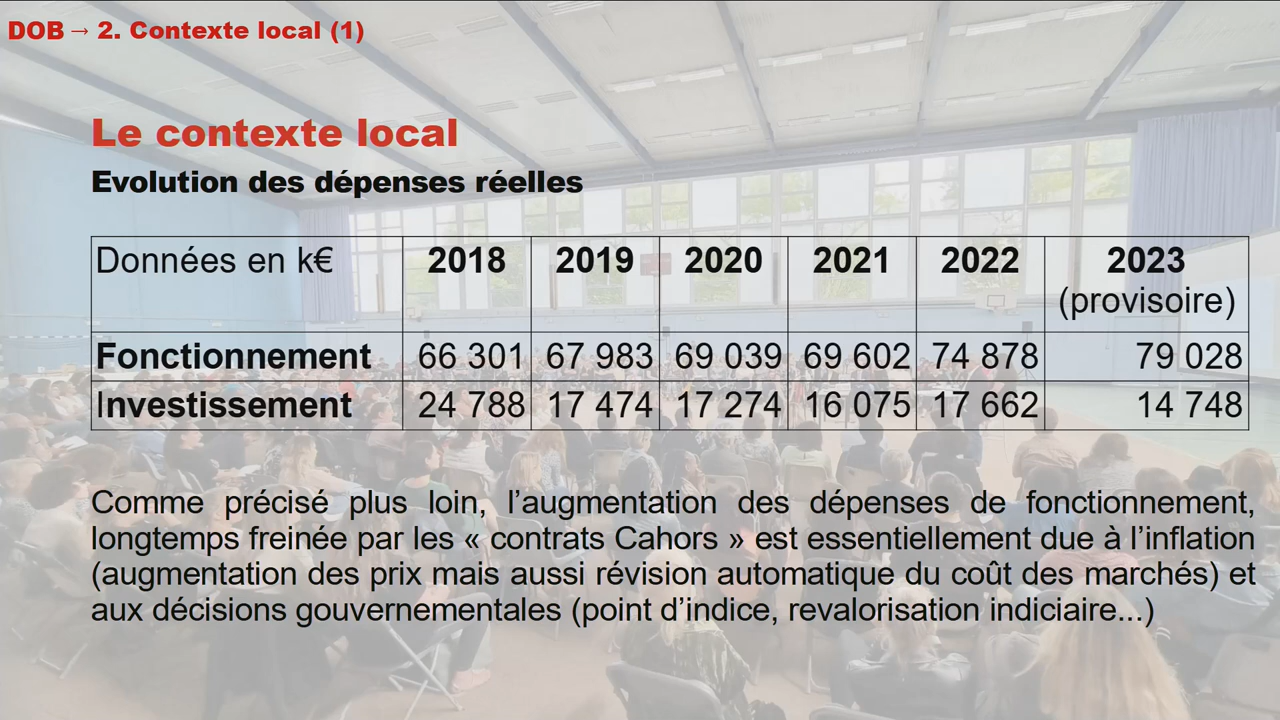 DOB → 2. Contexte local (1)
Le contexte local
Evolution des dépenses réelles
Données en k€ 2018 2019 2020 2021 2022 2023
(provisoire)
Fonctionnement 66 301 67 983 69 039 69 602 74 878 79 028
Investissement 24 788 17 474 17 274 16 075 17 662 14 748
Comme précisé plus loin, l’augmentation des dépenses de fonctionnement,
longtemps freinée par les « contrats Cahors » est essentiellement due à l’inflation
(augmentation des prix mais aussi révision automatique du coût des marchés) et
aux décisions gouvernementales (point d’indice, revalorisation indiciaire...)